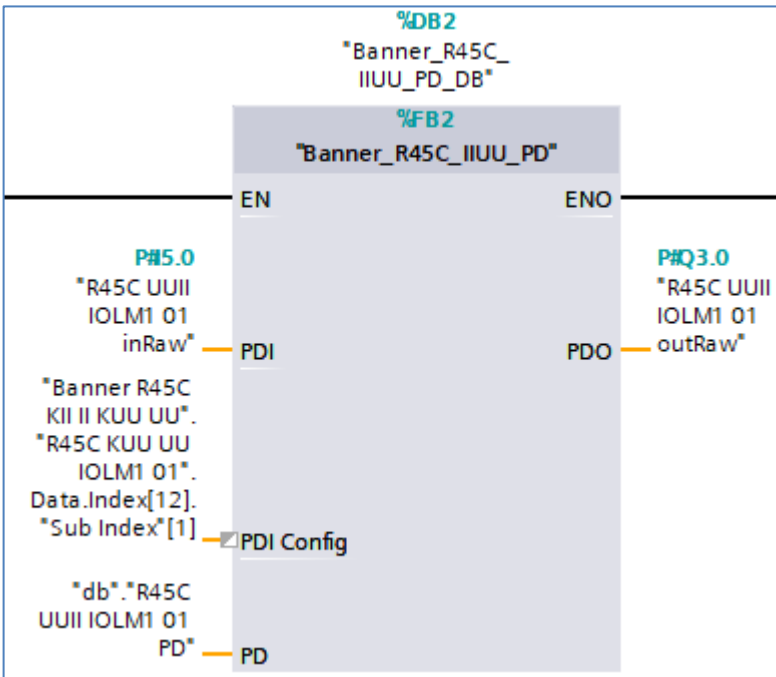 %DB2
"Banner_R45C_
IIUU_PD_DB"
%FB2
"Banner_R45C_IIUU_PD"
EN
ENO
P#I5.0
"R45C UUII
IOLM1 01
inRaw"
PDI
P#Q3.0
"R45C UUII
IOLM1 01
outRaw"
PDO
"Banner R45C
KII II KUU UU".
"R45C KUU UU
IOLM1 01".
Data.Index[12].
"Sub Index"[1]
PDI Config
"db"."R45C
UUII IOLM1 01
PD"
PD